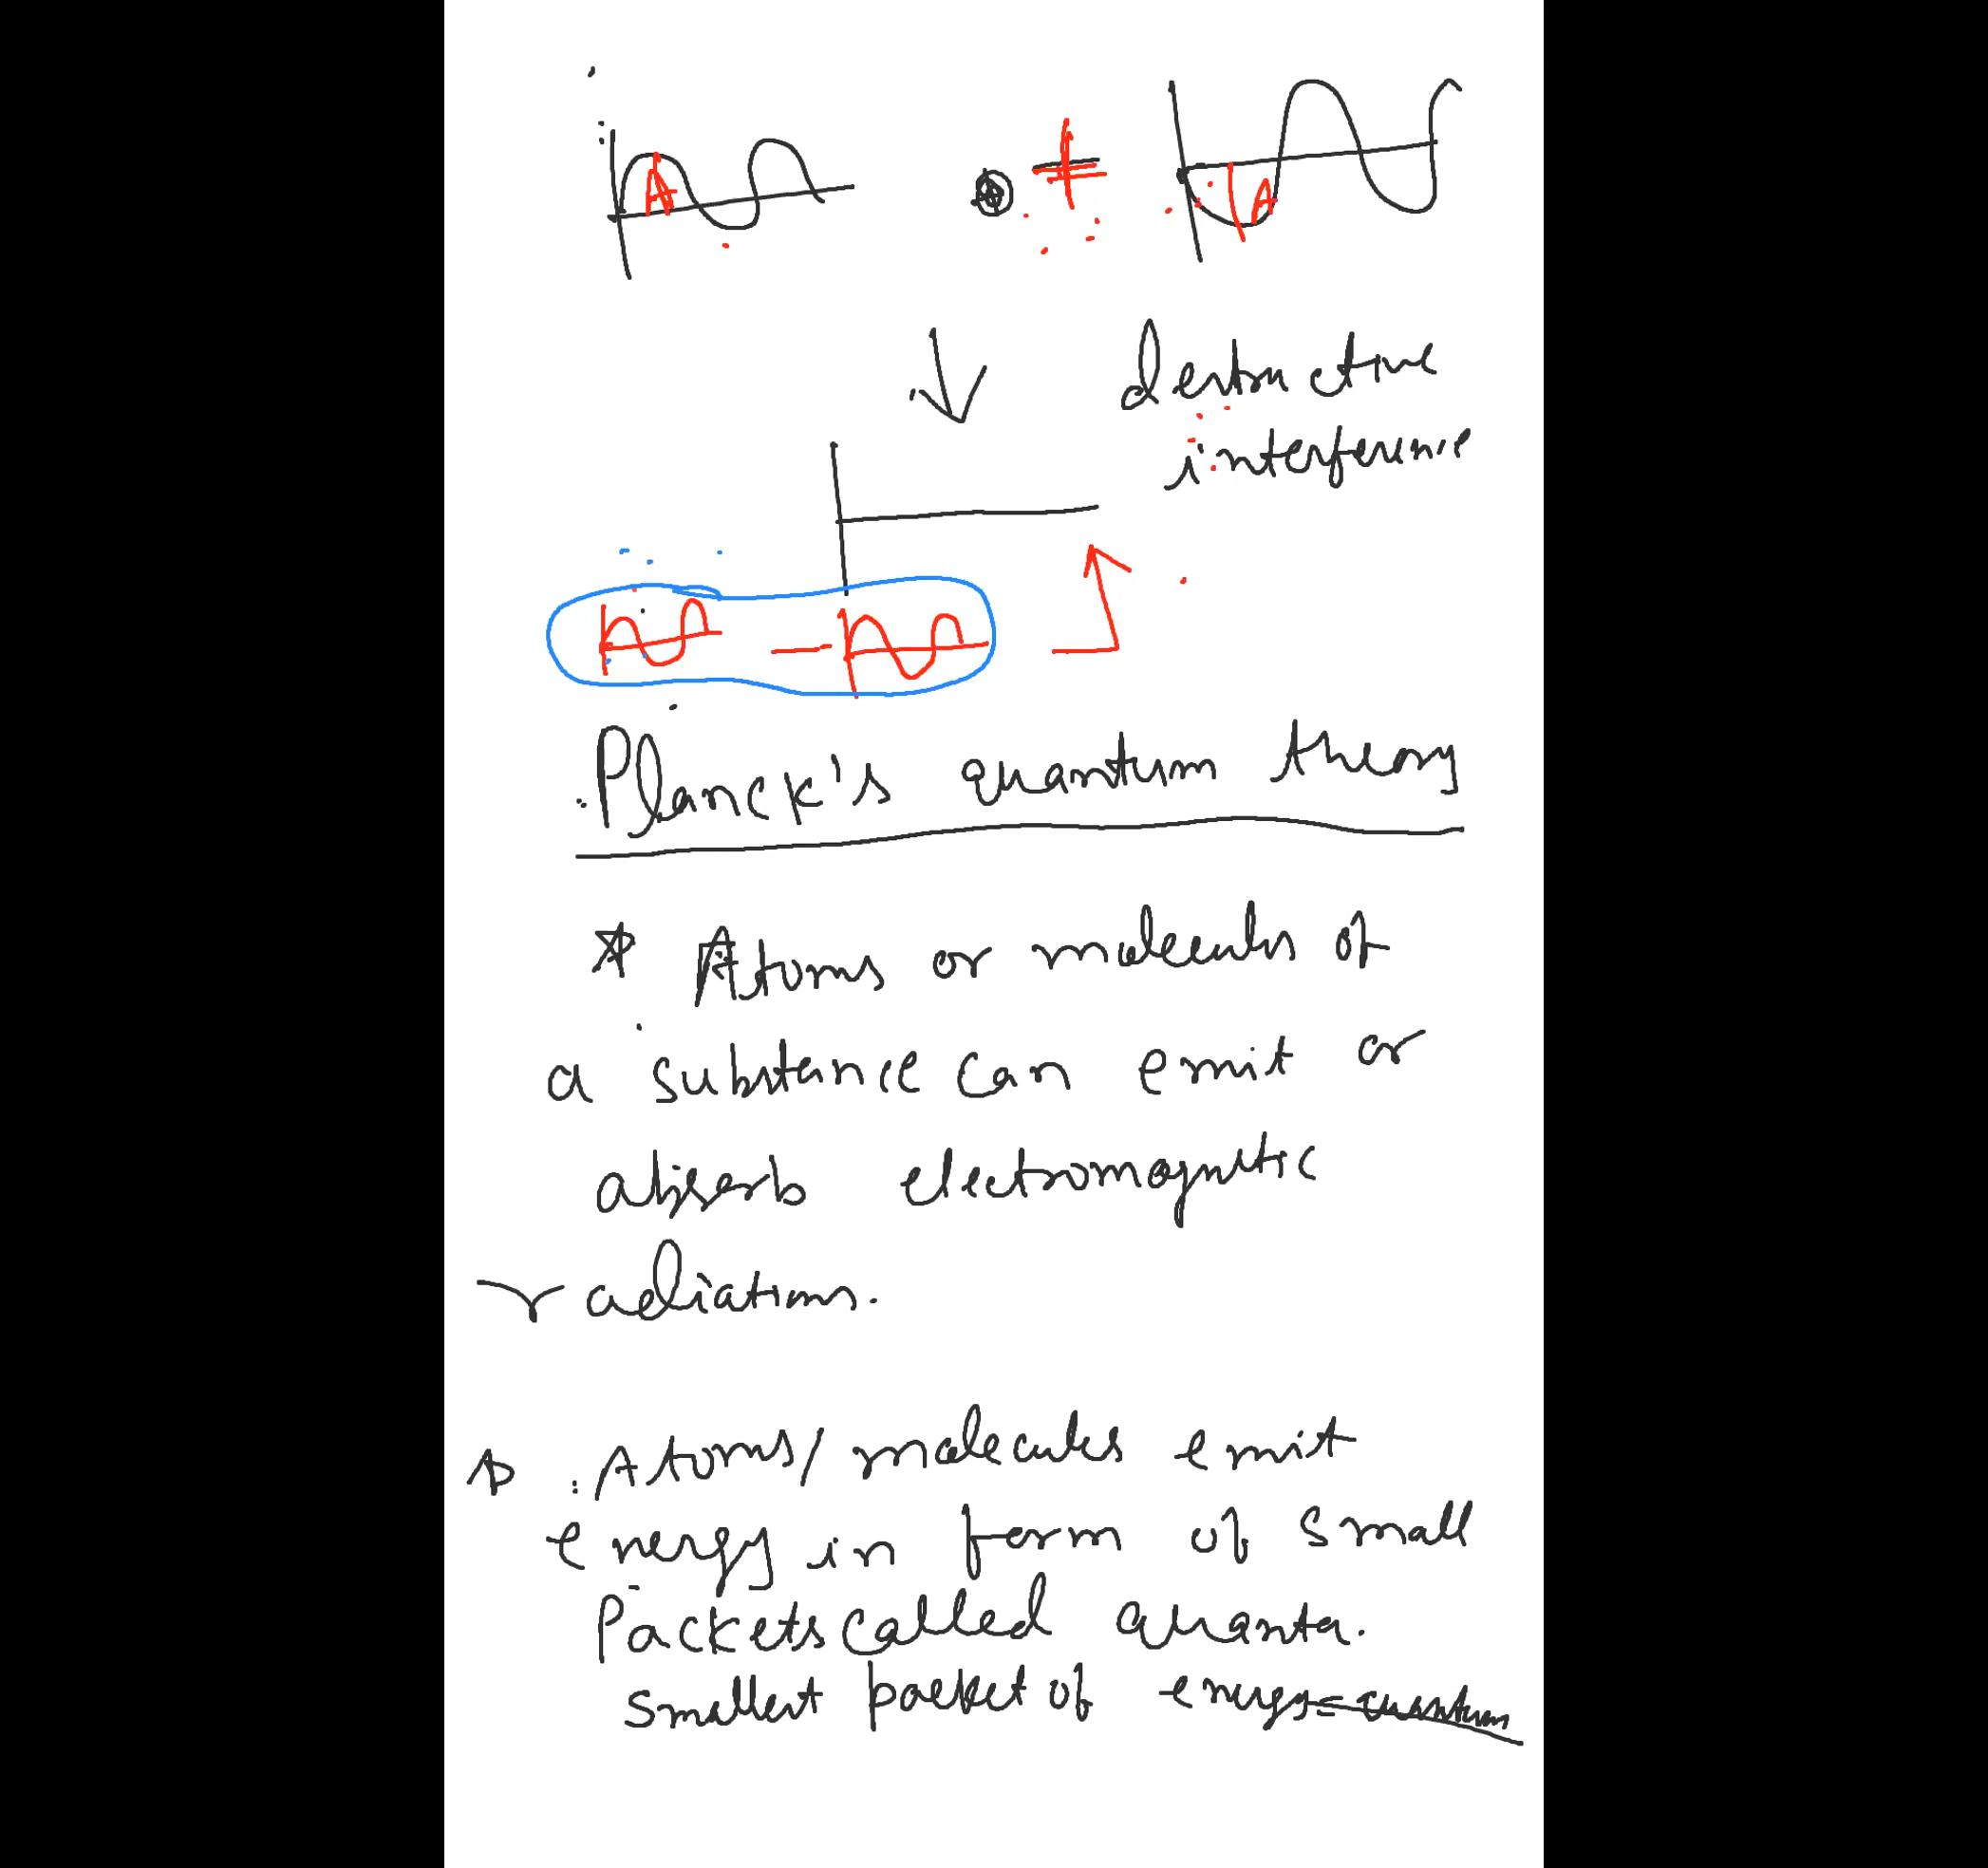 A + A
destructive
interference
Planck's quantum theory
* Atoms or molecules of
a substance can emit or
absorb electromagnetic
radiations.
* Atoms/molecules emit
energy in form of small
Packets called quanta.
smallest packet of energy = quantum